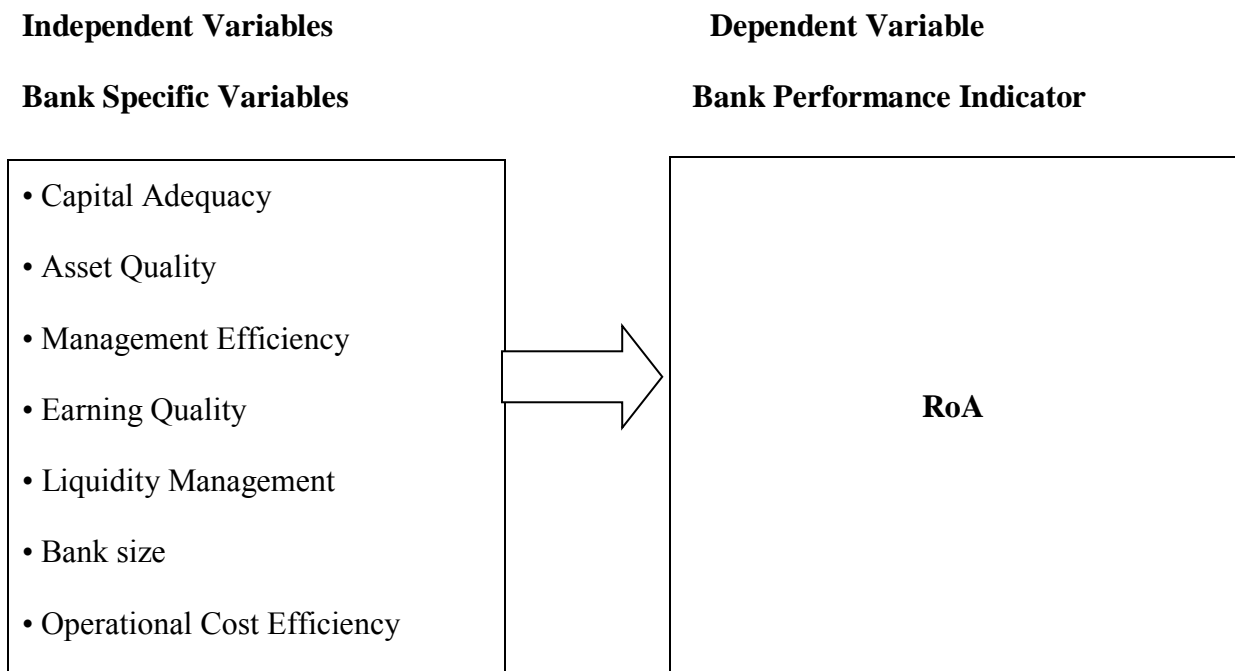 Independent Variables Dependent Variable
Bank Specific Variables Bank Performance Indicator
• Capital Adequacy
• Asset Quality
• Management Efficiency
• Earning Quality
• Liquidity Management
• Bank size
• Operational Cost Efficiency
RoA